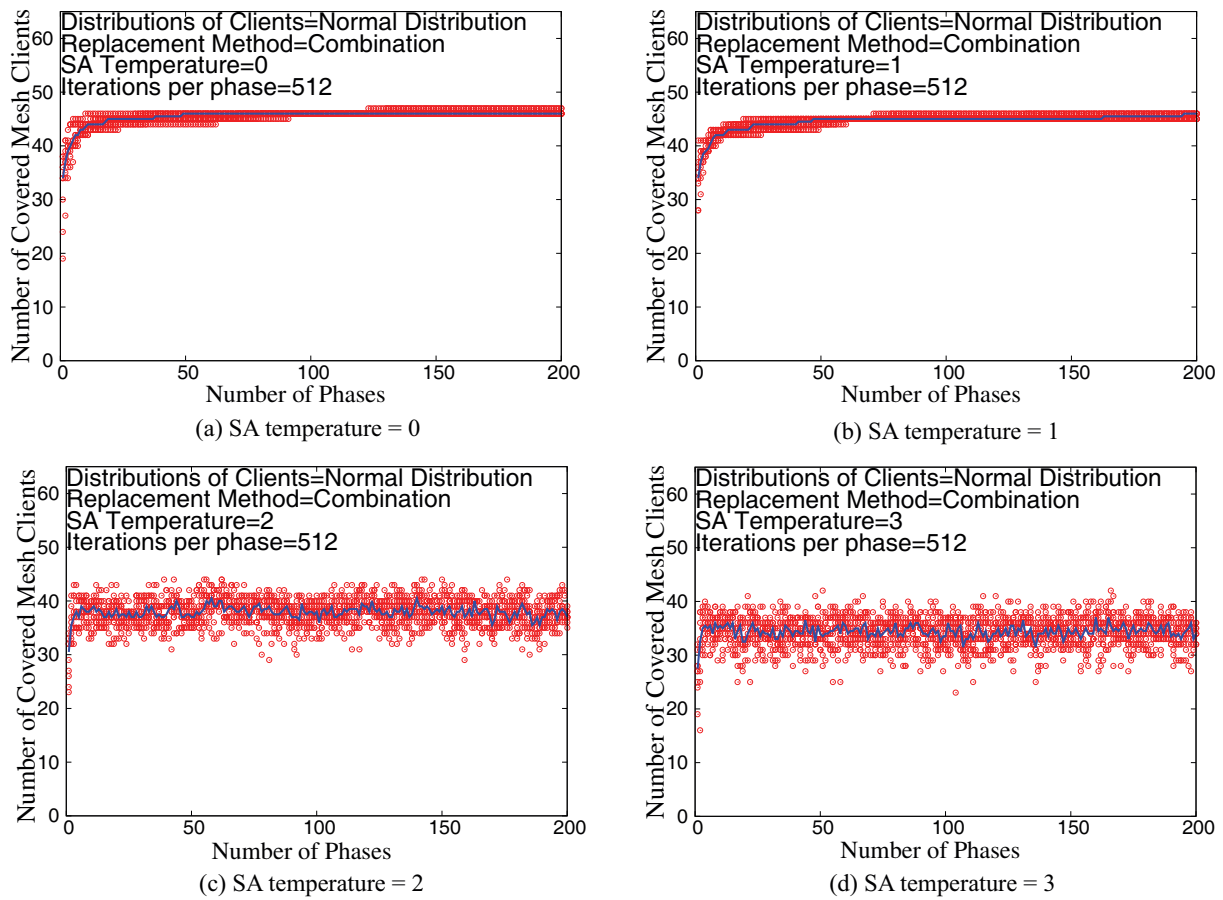 Distributions of Clients=Normal Distribution
Replacement Method=Combination
SA Temperature=0
Iterations per phase=512
Number of Covered Mesh Clients
60
50
40
30
20
10
0
0 50 100 150 200
Number of Phases
(a) SA temperature = 0
Distributions of Clients=Normal Distribution
Replacement Method=Combination
SA Temperature=1
Iterations per phase=512
Number of Covered Mesh Clients
60
50
40
30
20
10
0
0 50 100 150 200
Number of Phases
(b) SA temperature = 1
Distributions of Clients=Normal Distribution
Replacement Method=Combination
SA Temperature=2
Iterations per phase=512
Number of Covered Mesh Clients
60
50
40
30
20
10
0
0 50 100 150 200
Number of Phases
(c) SA temperature = 2
Distributions of Clients=Normal Distribution
Replacement Method=Combination
SA Temperature=3
Iterations per phase=512
Number of Covered Mesh Clients
60
50
40
30
20
10
0
0 50 100 150 200
Number of Phases
(d) SA temperature = 3